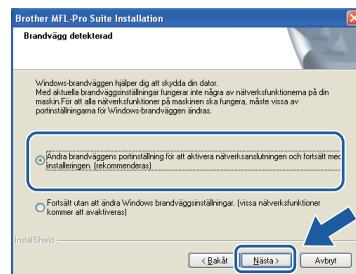 Brother MFL-Pro Suite Installation
Brandvägg detekterad
Windows-brandväggen hjälper dig att skydda din dator.
Med aktuella brandväggsinställningar fungerar inte några av nätverksfunktionerna på din
maskin.För att alla nätverksfunktioner på maskinen ska fungera, måste vissa av
portinställningarna för Windows-brandväggen ändras.
Ändra brandväggens portinställning för att aktivera nätverksanslutningen och fortsätt med
installeringen. (rekommenderas)
Fortsätt utan att ändra Windows brandväggsinställningar. (vissa nätverksfunktioner
kommer att avaktiveras)
InstallShield
< Bakåt
Nästa >
Avbryt